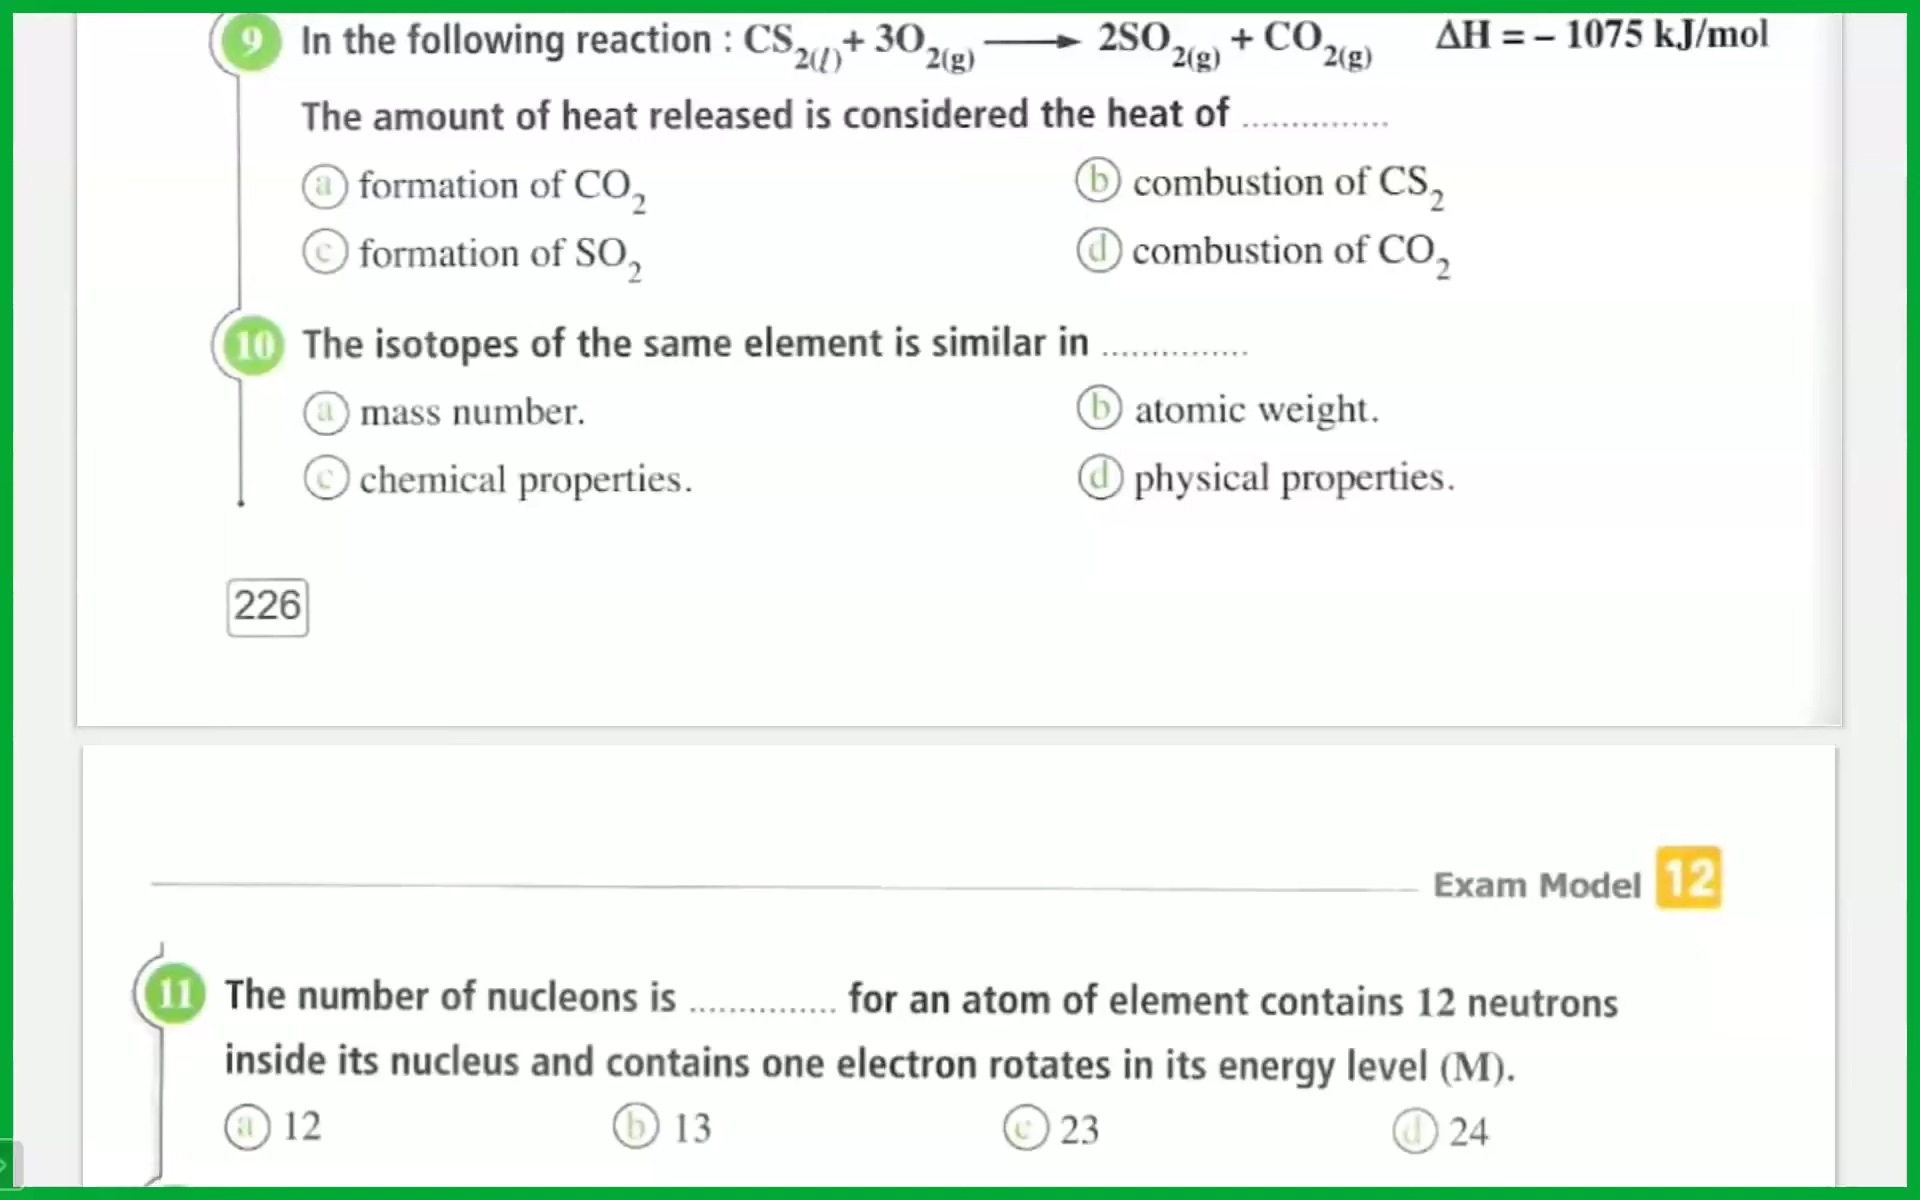 9 In the following reaction : CS2(l) + 3O2(g) ⟶ 2SO2(g) + CO2(g) ΔH = – 1075 kJ/mol
The amount of heat released is considered the heat of ...............
a formation of CO2 b combustion of CS2
c formation of SO2 d combustion of CO2
10 The isotopes of the same element is similar in ...............
a mass number. b atomic weight.
c chemical properties. d physical properties.
226
Exam Model 12
11 The number of nucleons is ............... for an atom of element contains 12 neutrons
inside its nucleus and contains one electron rotates in its energy level (M).
a 12 b 13 c 23 d 24